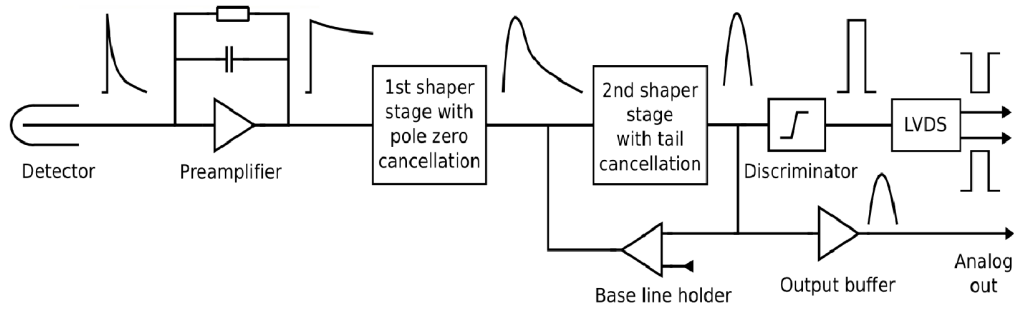 Detector
Preamplifier
1st shaper
stage with
pole zero
cancellation
2nd shaper
stage
with tail
cancellation
Discriminator
LVDS
Base line holder
Output buffer
Analog
out